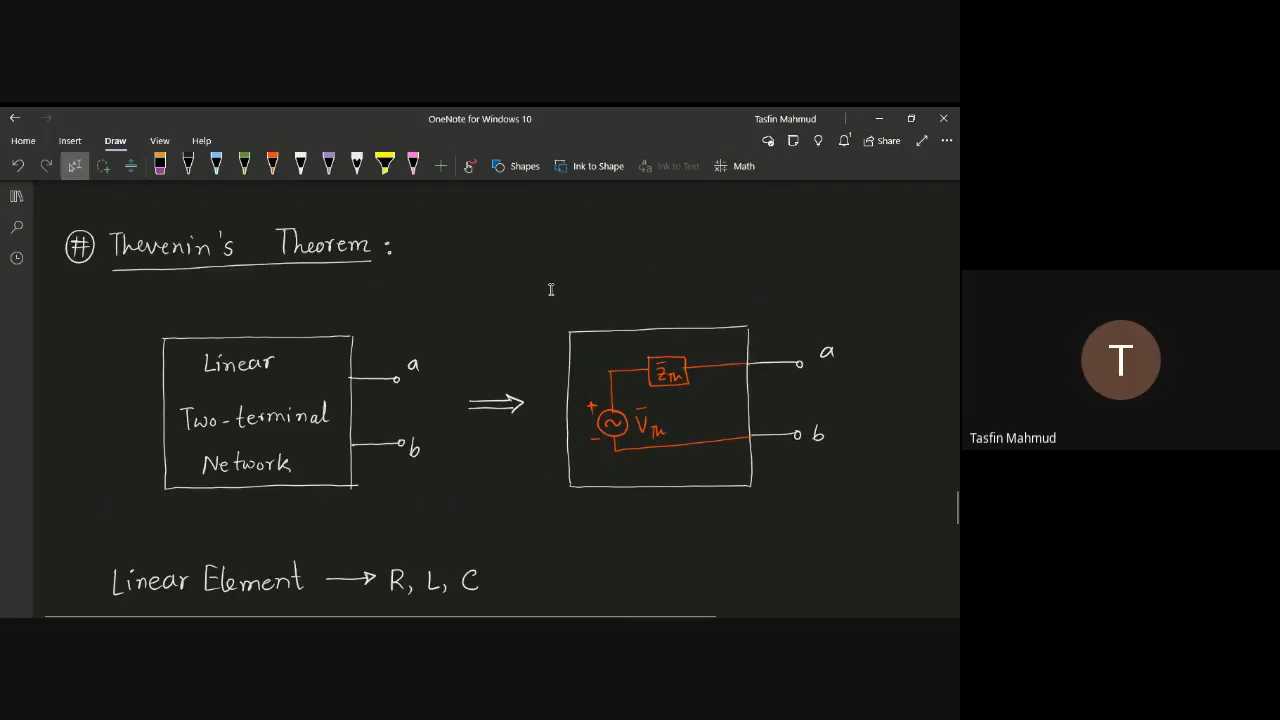 OneNote for Windows 10
Tasfin Mahmud
Home Insert Draw View Help
Share
Shapes Ink to Shape Ink to Text Math
# Thevenin's Theorem :
Linear
Two-terminal
Network
a
b
⟹
Z̄Th
+
−
V̄Th
a
b
Linear Element ⟶ R, L, C
T
Tasfin Mahmud